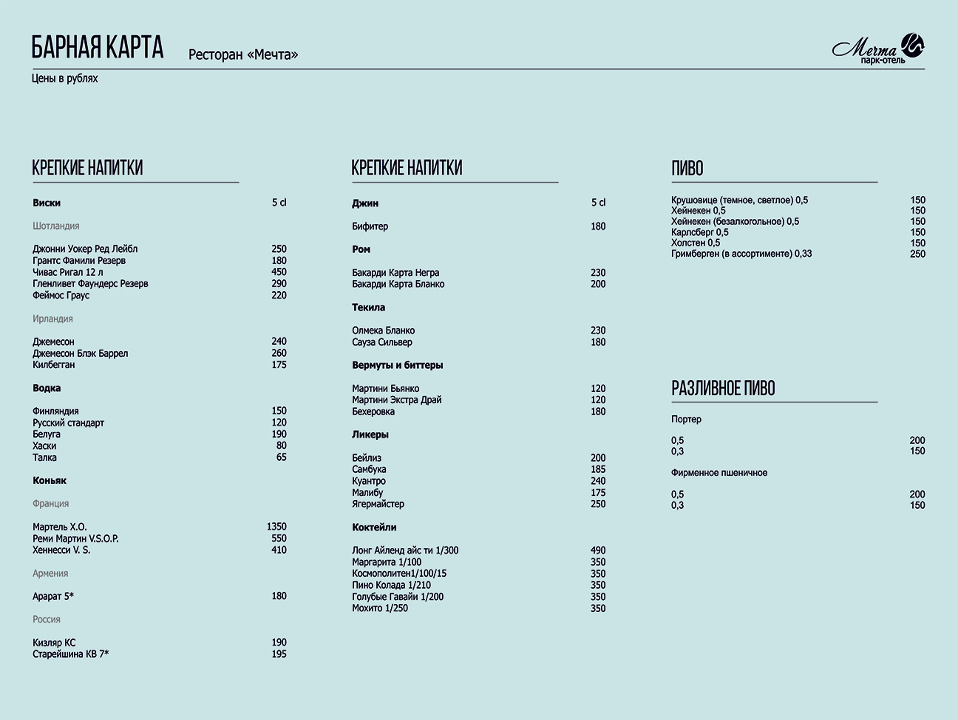 БАРНАЯ КАРТА Ресторан «Мечта»
Мечта
парк-отель
Цены в рублях
КРЕПКИЕ НАПИТКИ
Виски 5 cl
Шотландия
Джонни Уокер Ред Лейбл 250
Грантс Фамили Резерв 180
Чивас Ригал 12 л 450
Гленливет Фаундерс Резерв 290
Феймос Граус 220
Ирландия
Джемесон 240
Джемесон Блэк Баррел 260
Килбегган 175
Водка
Финляндия 150
Русский стандарт 120
Белуга 190
Хаски 80
Талка 65
Коньяк
Франция
Мартель X.O. 1350
Реми Мартин V.S.O.P. 550
Хеннесси V. S. 410
Армения
Арарат 5* 180
Россия
Кизляр КС 190
Старейшина КВ 7* 195
КРЕПКИЕ НАПИТКИ
Джин 5 cl
Бифитер 180
Ром
Бакарди Карта Негра 230
Бакарди Карта Бланко 200
Текила
Олмека Бланко 230
Сауза Сильвер 180
Вермуты и биттеры
Мартини Бьянко 120
Мартини Экстра Драй 120
Бехеровка 180
Ликеры
Бейлиз 200
Самбука 185
Куантро 240
Малибу 175
Ягермайстер 250
Коктейли
Лонг Айленд айс ти 1/300 490
Маргарита 1/100 350
Космополитен1/100/15 350
Пино Колада 1/210 350
Голубые Гавайи 1/200 350
Мохито 1/250 350
ПИВО
Крушовице (темное, светлое) 0,5 150
Хейнекен 0,5 150
Хейнекен (безалкогольное) 0,5 150
Карлсберг 0,5 150
Холстен 0,5 150
Гримберген (в ассортименте) 0,33 250
РАЗЛИВНОЕ ПИВО
Портер
0,5 200
0,3 150
Фирменное пшеничное
0,5 200
0,3 150